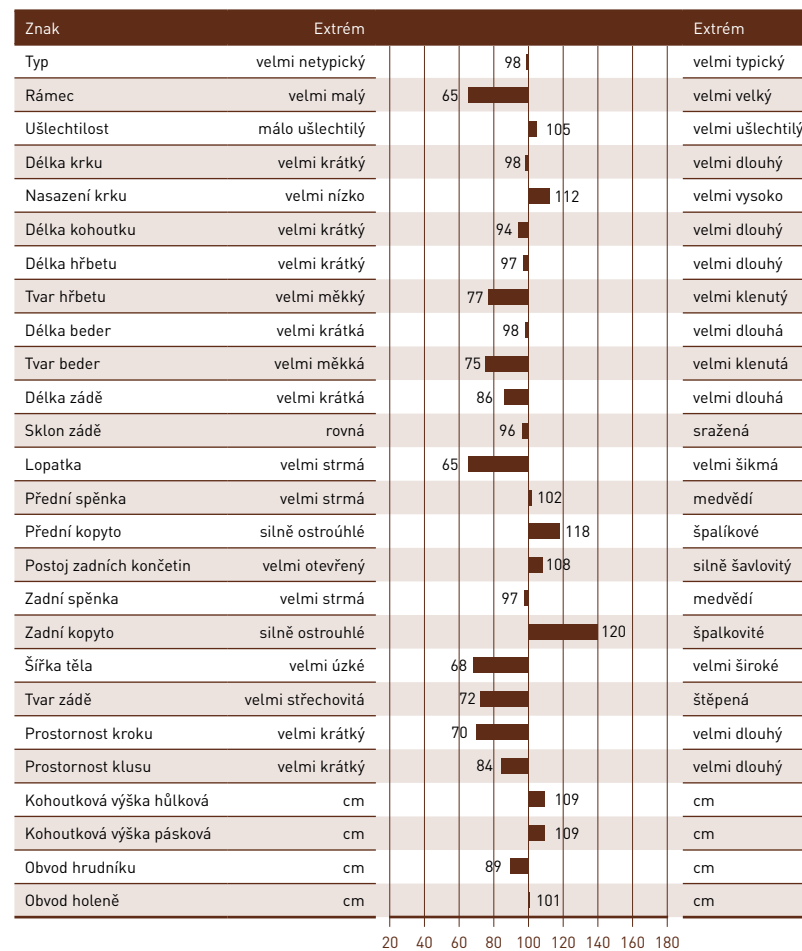 Znak Extrém Extrém
Typ velmi netypický 98 velmi typický
Rámec velmi malý 65 velmi velký
Ušlechtilost málo ušlechtilý 105 velmi ušlechtilý
Délka krku velmi krátký 98 velmi dlouhý
Nasazení krku velmi nízko 112 velmi vysoko
Délka kohoutku velmi krátký 94 velmi dlouhý
Délka hřbetu velmi krátký 97 velmi dlouhý
Tvar hřbetu velmi měkký 77 velmi klenutý
Délka beder velmi krátká 98 velmi dlouhá
Tvar beder velmi měkká 75 velmi klenutá
Délka zádě velmi krátká 86 velmi dlouhá
Sklon zádě rovná 96 sražená
Lopatka velmi strmá 65 velmi šikmá
Přední spěnka velmi strmá 102 medvědí
Přední kopyto silně ostroúhlé 118 špalíkové
Postoj zadních končetin velmi otevřený 108 silně šavlovitý
Zadní spěnka velmi strmá 97 medvědí
Zadní kopyto silně ostrouhlé 120 špalkovité
Šířka těla velmi úzké 68 velmi široké
Tvar zádě velmi střechovitá 72 štěpená
Prostornost kroku velmi krátký 70 velmi dlouhý
Prostornost klusu velmi krátký 84 velmi dlouhý
Kohoutková výška hůlková cm 109 cm
Kohoutková výška pásková cm 109 cm
Obvod hrudníku cm 89 cm
Obvod holeně cm 101 cm
20 40 60 80 100 120 140 160 180